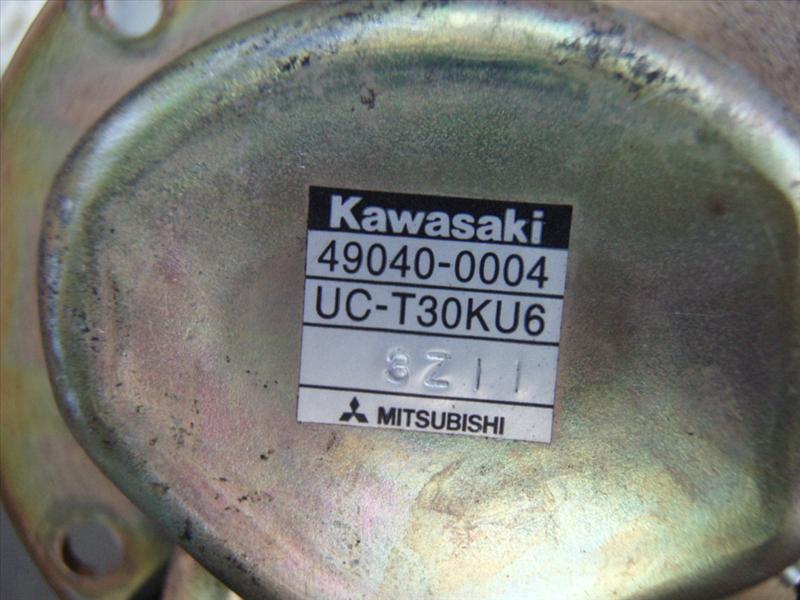 Kawasaki
49040-0004
UC-T30KU6
8Z11
MITSUBISHI